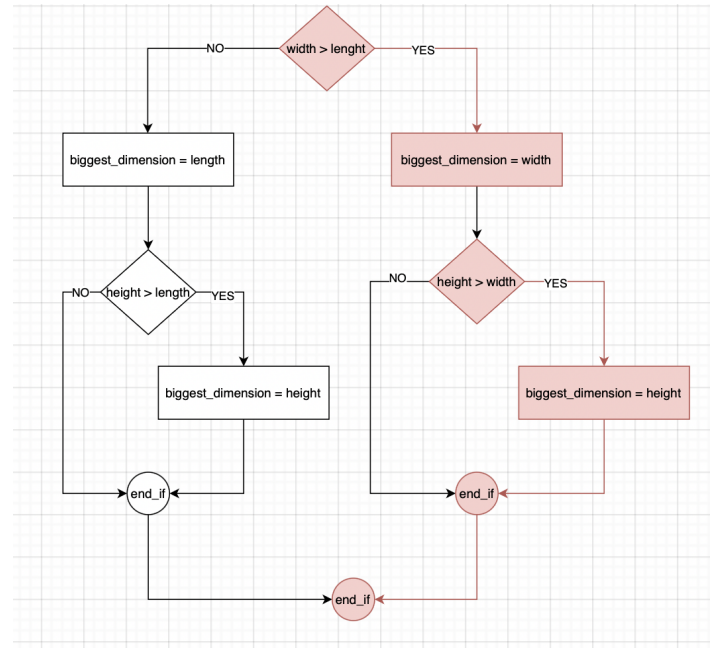 width > lenght
NO
YES
biggest_dimension = length
biggest_dimension = width
NO
height > length
YES
NO
height > width
YES
biggest_dimension = height
biggest_dimension = height
end_if
end_if
end_if